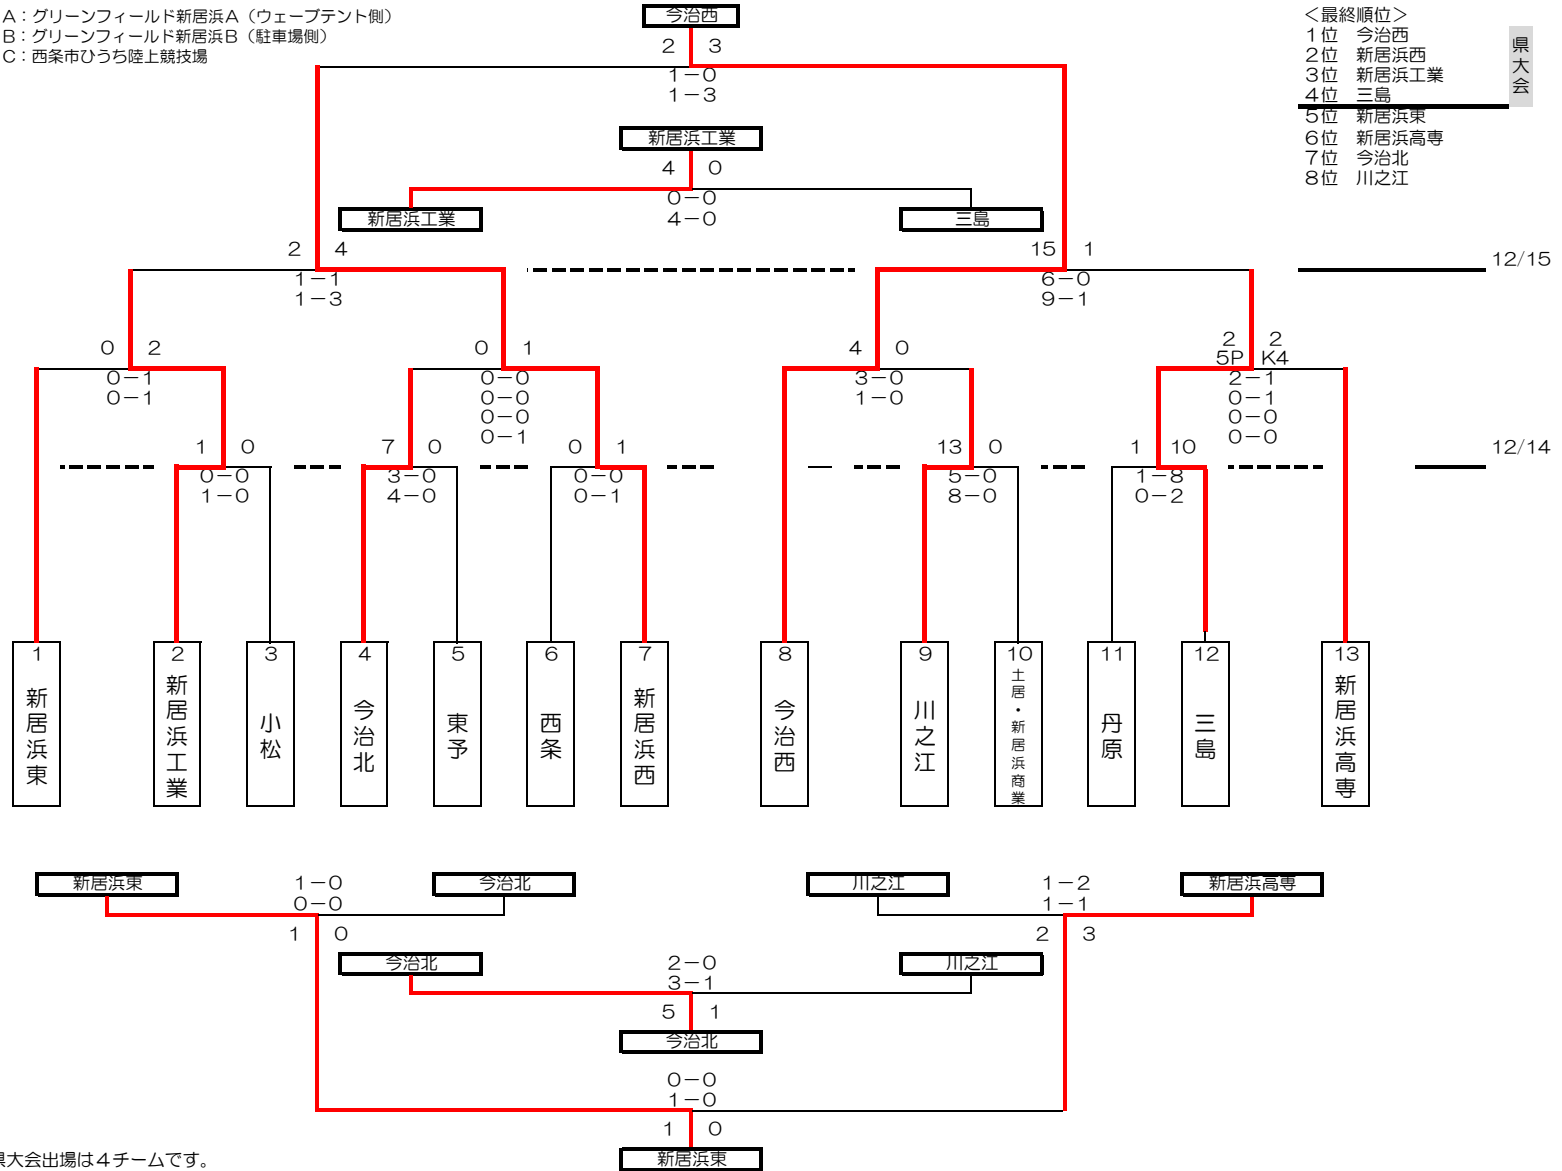 A：グリーンフィールド新居浜A（ウェーブテント側）
B：グリーンフィールド新居浜B（駐車場側）
C：西条市ひうち陸上競技場
今治西
2 3
1－0
1－3
＜最終順位＞
1位 今治西
2位 新居浜西
3位 新居浜工業
4位 三島
5位 新居浜東
6位 新居浜高専
7位 今治北
8位 川之江
県大会
新居浜工業
4 0
0－0
4－0
新居浜工業
三島
2 4
1－1
1－3
15 1
6－0
9－1
12/15
0 2
0－1
0－1
0 1
0－0
0－0
0－0
0－1
4 0
3－0
1－0
2 2
5P K4
2－1
0－1
0－0
0－0
1 0
0－0
1－0
7 0
3－0
4－0
0 1
0－0
0－1
13 0
5－0
8－0
1 10
1－8
0－2
12/14
1 新居浜東
2 新居浜工業
3 小松
4 今治北
5 東予
6 西条
7 新居浜西
8 今治西
9 川之江
10 土居・新居浜商業
11 丹原
12 三島
13 新居浜高専
新居浜東
1－0
0－0
1 0
今治北
川之江
1－2
1－1
2 3
新居浜高専
今治北
2－0
3－1
5 1
川之江
今治北
0－0
1－0
1 0
新居浜東
県大会出場は4チームです。